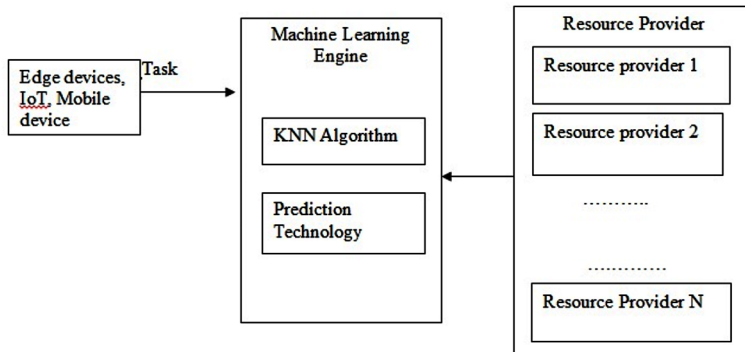 Edge devices,
IoT, Mobile
device
Task
Machine Learning
Engine
KNN Algorithm
Prediction
Technology
Resource Provider
Resource provider 1
Resource provider 2
………..
….………
Resource Provider N